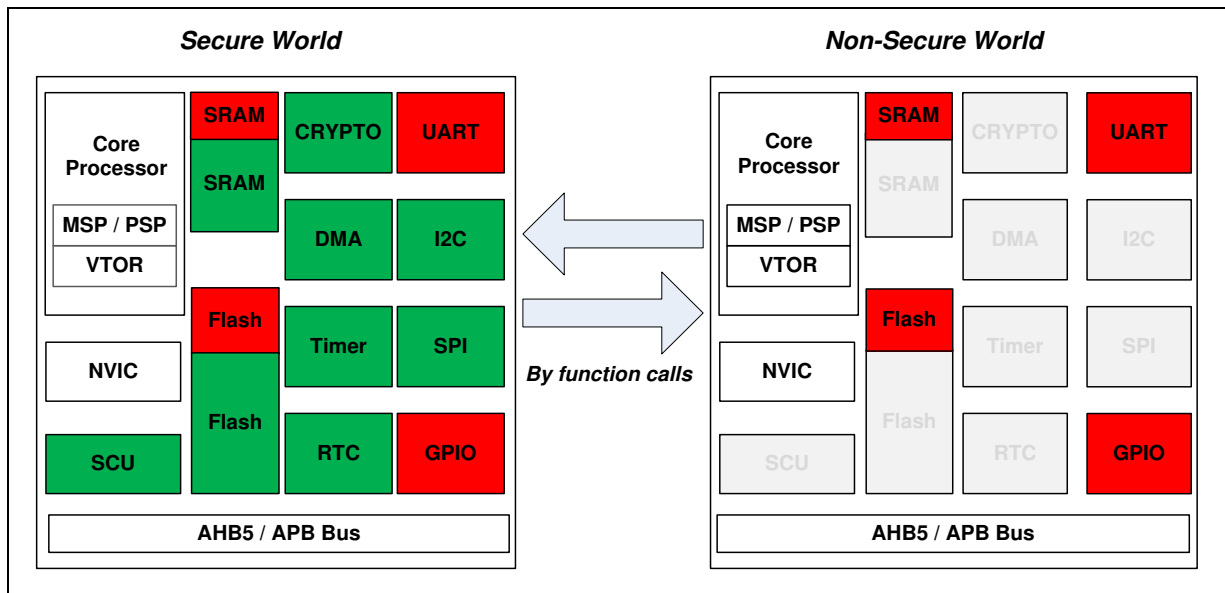 Secure World
Core
Processor
MSP / PSP
VTOR
NVIC
SCU
SRAM
SRAM
Flash
Flash
CRYPTO
UART
DMA
I2C
Timer
SPI
RTC
GPIO
AHB5 / APB Bus
By function calls
Non-Secure World
Core
Processor
MSP / PSP
VTOR
NVIC
SCU
SRAM
SRAM
Flash
Flash
CRYPTO
UART
DMA
I2C
Timer
SPI
RTC
GPIO
AHB5 / APB Bus